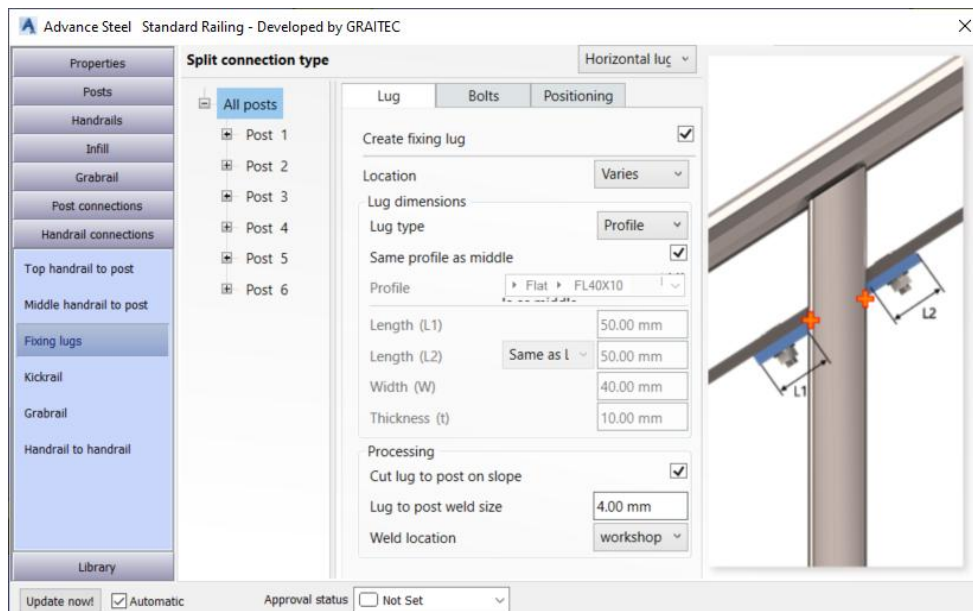 Advance Steel Standard Railing - Developed by GRAITEC
Properties
Posts
Handrails
Infill
Grabrail
Post connections
Handrail connections
Top handrail to post
Middle handrail to post
Fixing lugs
Kickrail
Grabrail
Handrail to handrail
Library
Split connection type
Horizontal lug
All posts
Post 1
Post 2
Post 3
Post 4
Post 5
Post 6
Lug Bolts Positioning
Create fixing lug
Location Varies
Lug dimensions
Lug type Profile
Same profile as middle
Profile Flat FL40X10
Length (L1) 50.00 mm
Length (L2) Same as l 50.00 mm
Width (W) 40.00 mm
Thickness (t) 10.00 mm
Processing
Cut lug to post on slope
Lug to post weld size 4.00 mm
Weld location workshop
L2
L1
Update now! Automatic Approval status Not Set